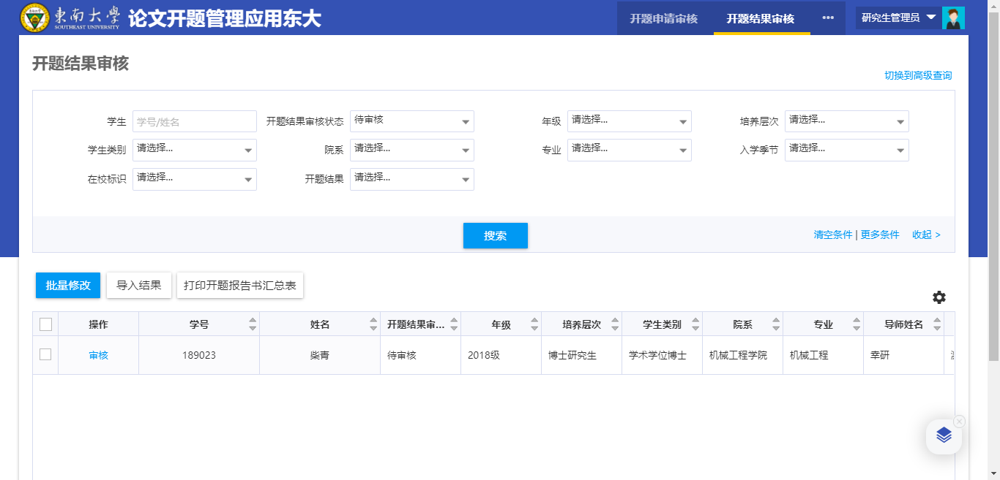 東南大學 论文开题管理应用东大 开题申请审核 开题结果审核 ••• 研究生管理员
SOUTHEAST UNIVERSITY
开题结果审核
切换到高级查询
学生 学号/姓名 开题结果审核状态 待审核 年级 请选择... 培养层次 请选择...
学生类别 请选择... 院系 请选择... 专业 请选择... 入学季节 请选择...
在校标识 请选择... 开题结果 请选择...
搜索 清空条件 | 更多条件 收起 >
批量修改 导入结果 打印开题报告书汇总表
操作 学号 姓名 开题结果审... 年级 培养层次 学生类别 院系 专业 导师姓名
审核 189023 柴青 待审核 2018级 博士研究生 学术学位博士 机械工程学院 机械工程 幸研